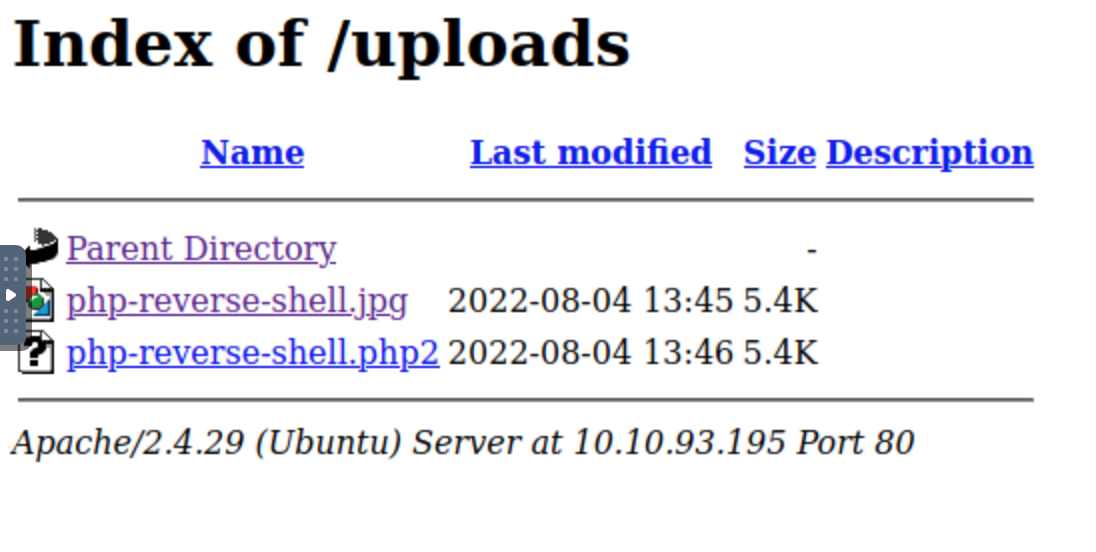 Index of /uploads
Name Last modified Size Description
Parent Directory -
php-reverse-shell.jpg 2022-08-04 13:45 5.4K
php-reverse-shell.php2 2022-08-04 13:46 5.4K
Apache/2.4.29 (Ubuntu) Server at 10.10.93.195 Port 80